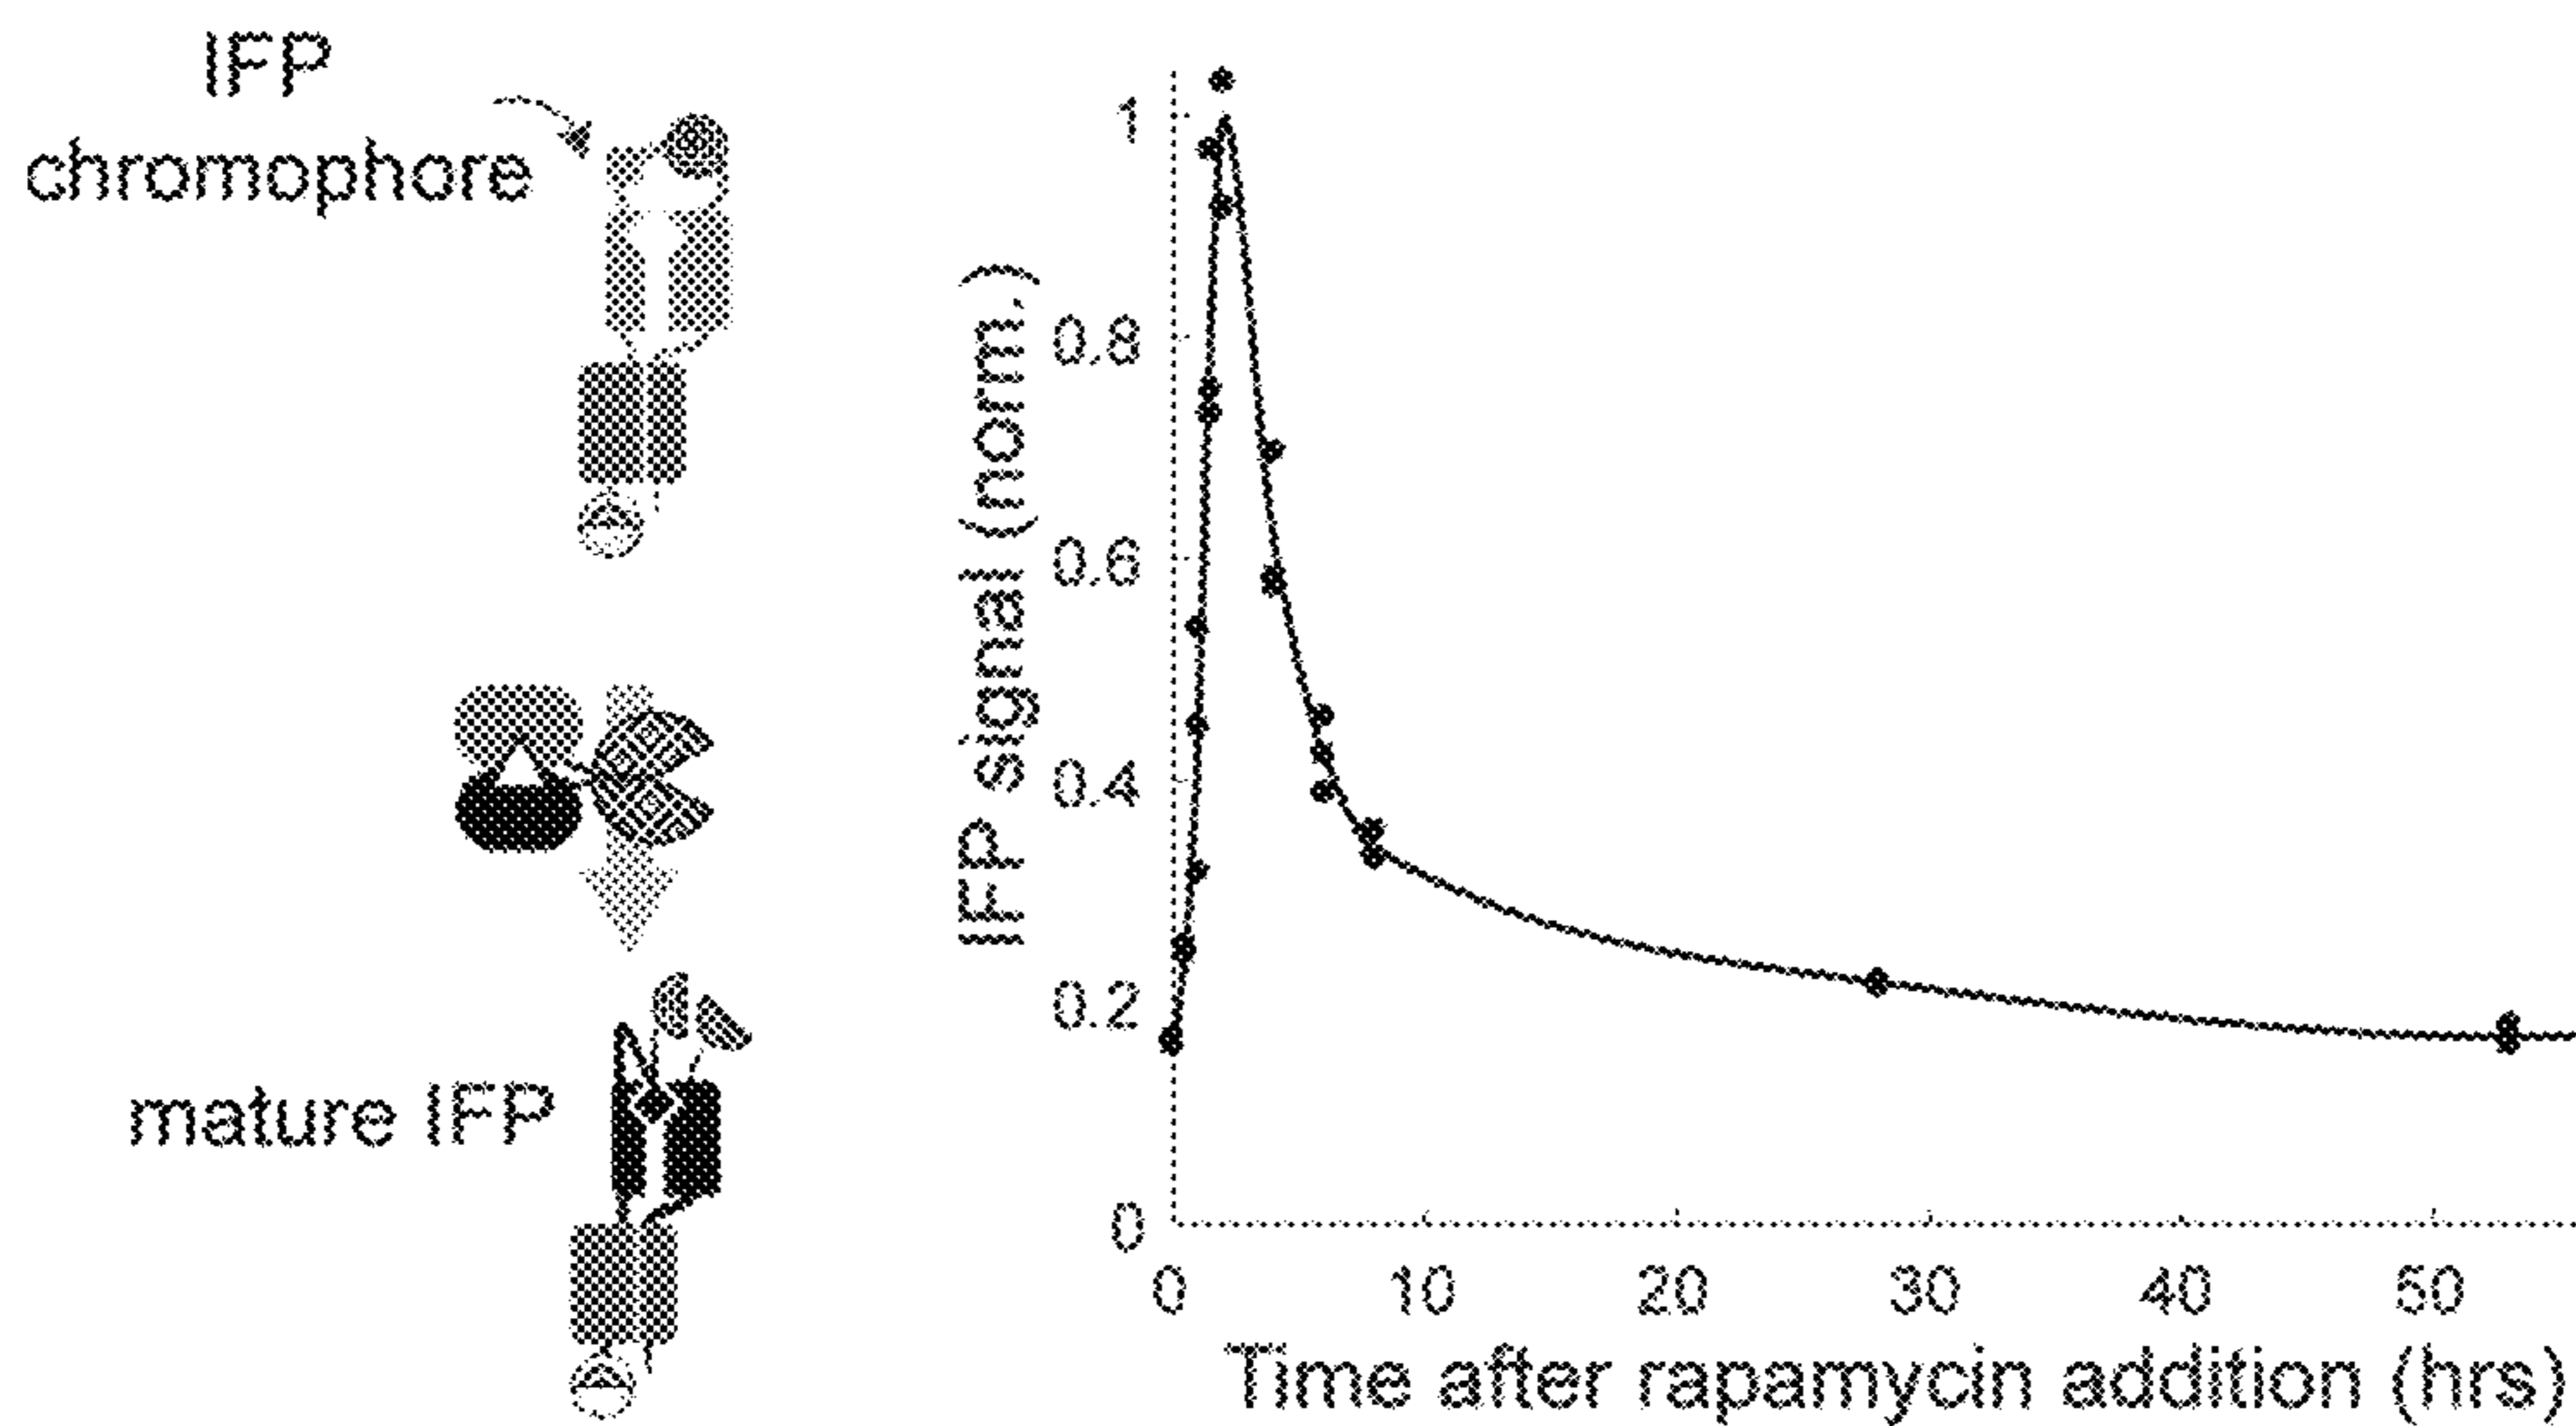 IFP
chromophore
mature IFP
IFP signal (norm.)
1
0.8
0.6
0.4
0.2
0
0 10 20 30 40 50
Time after rapamycin addition (hrs)